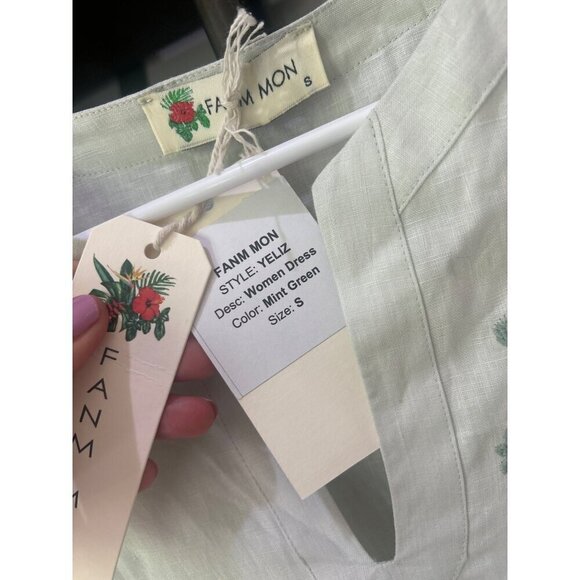 FANM MON
S
FANM MON
STYLE: YELIZ
Desc: Women Dress
Color: Mint Green
Size: S
FANM
M